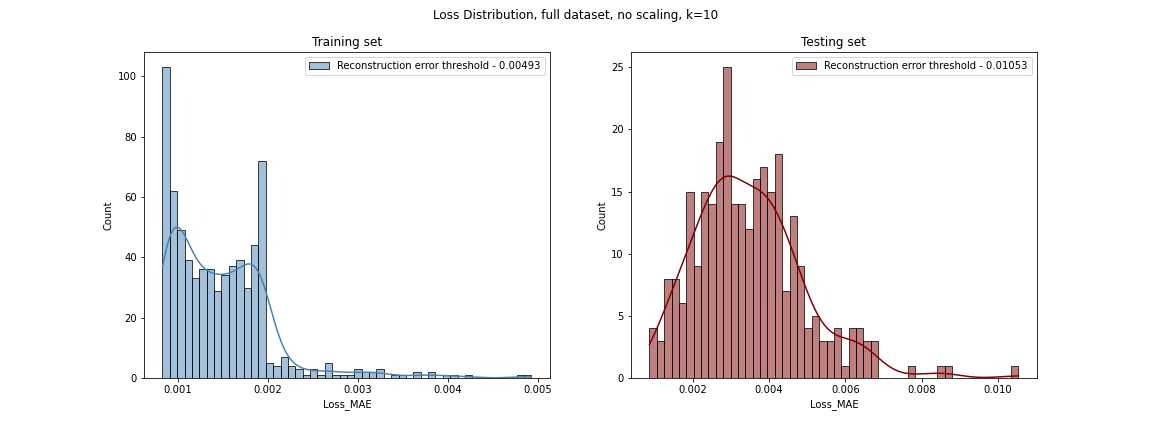 Loss Distribution, full dataset, no scaling, k=10
Training set
Reconstruction error threshold - 0.00493
100
80
60
40
20
0
Count
0.001
0.002
0.003
0.004
0.005
Loss_MAE
Testing set
Reconstruction error threshold - 0.01053
25
20
15
10
5
0
Count
0.002
0.004
0.006
0.008
0.010
Loss_MAE